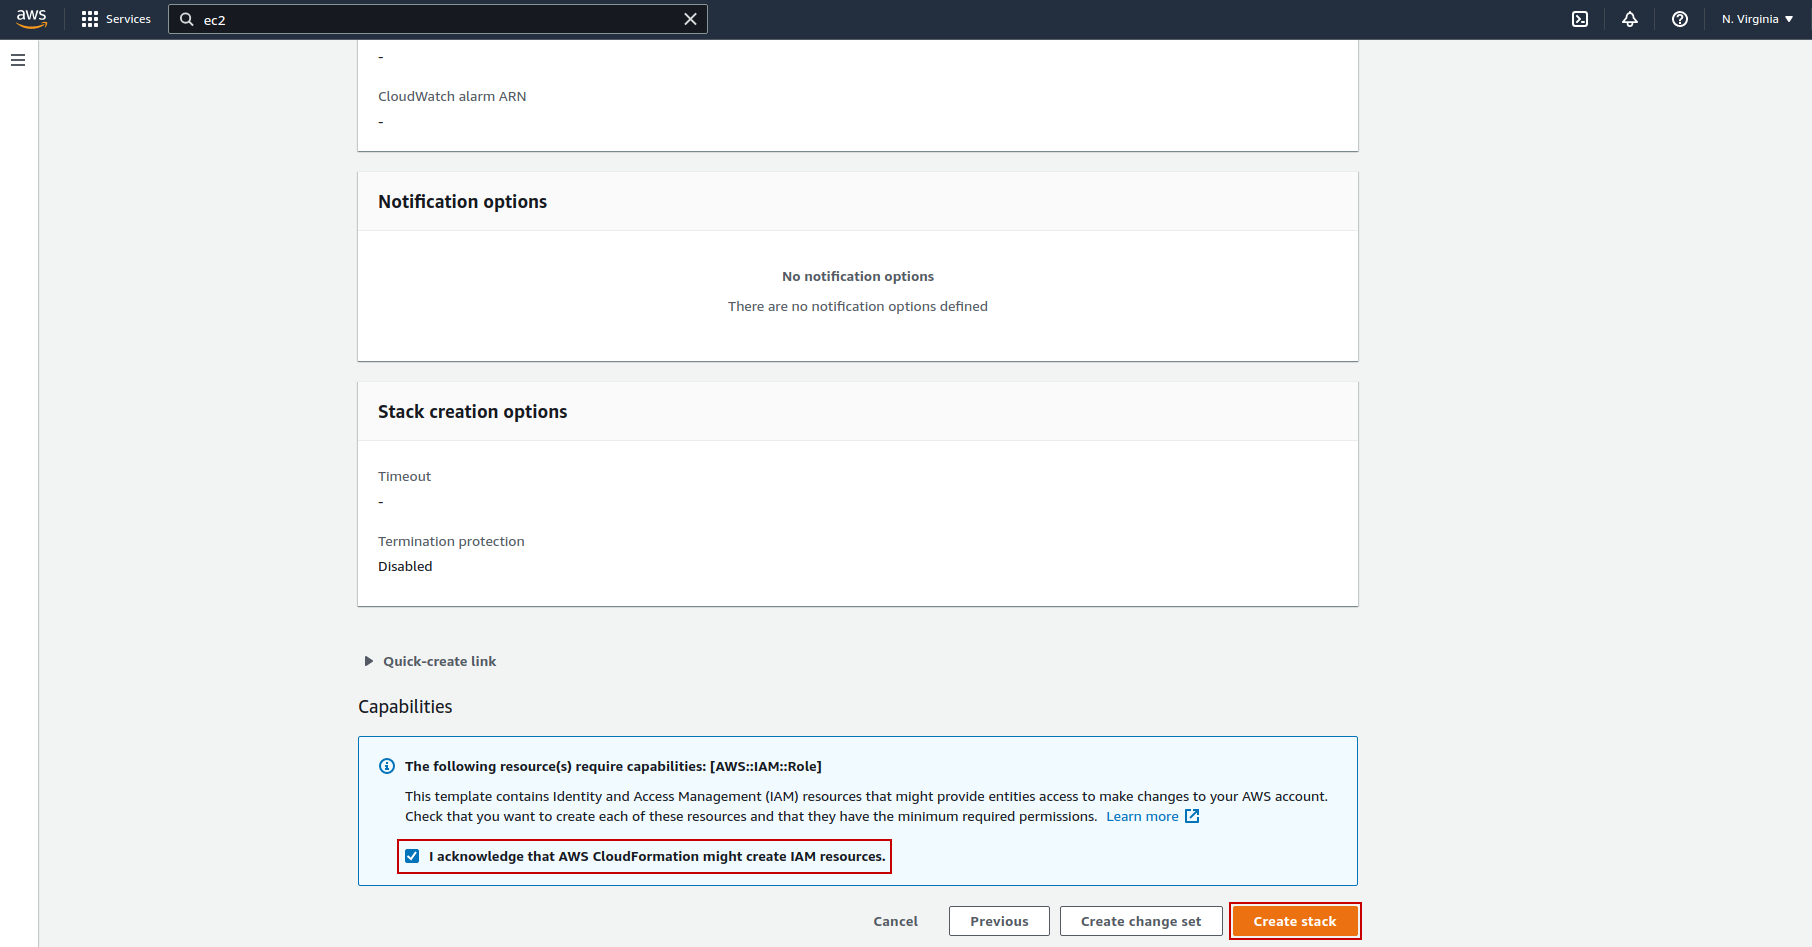 aws
Services
ec2
N. Virginia
-
CloudWatch alarm ARN
-
Notification options
No notification options
There are no notification options defined
Stack creation options
Timeout
-
Termination protection
Disabled
Quick-create link
Capabilities
The following resource(s) require capabilities: [AWS::IAM::Role]
This template contains Identity and Access Management (IAM) resources that might provide entities access to make changes to your AWS account.
Check that you want to create each of these resources and that they have the minimum required permissions. Learn more
I acknowledge that AWS CloudFormation might create IAM resources.
Cancel
Previous
Create change set
Create stack